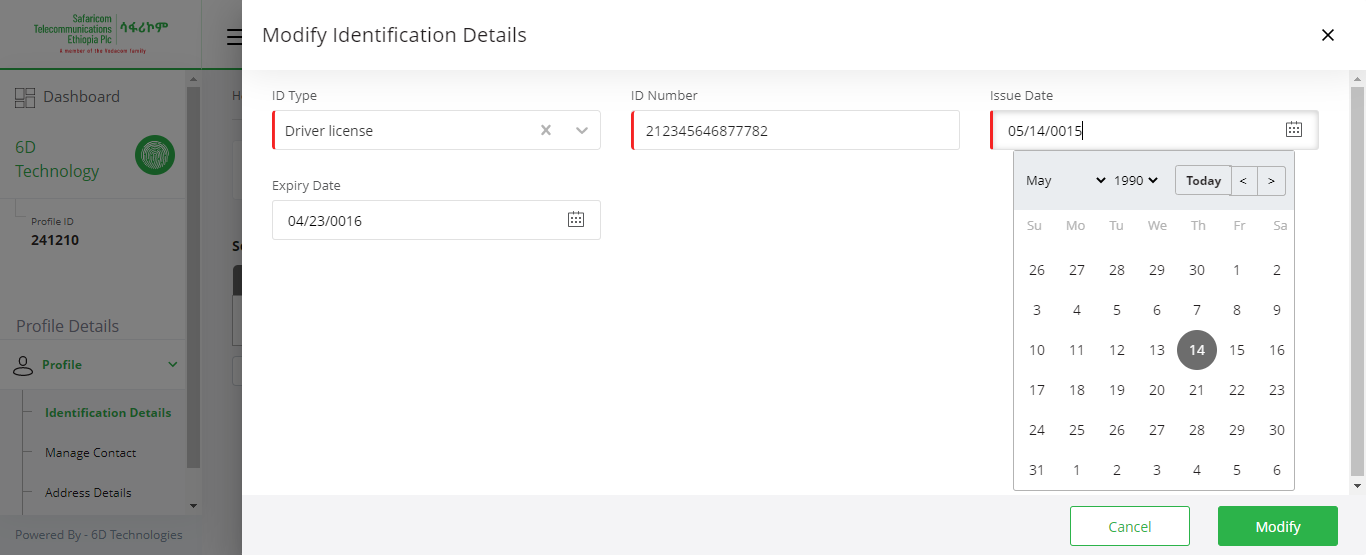 Safaricom
Telecommunications
Ethiopia Plc
ሳፋሪኮም
A member of the Vodacom family
Modify Identification Details
Dashboard
6D
Technology
Profile ID
241210
Profile Details
Profile
Identification Details
Manage Contact
Address Details
Powered By - 6D Technologies
ID Type
Driver license
ID Number
212345646877782
Issue Date
05/14/0015
Expiry Date
04/23/0016
May 1990 Today < >
Su Mo Tu We Th Fr Sa
26 27 28 29 30 1 2
3 4 5 6 7 8 9
10 11 12 13 14 15 16
17 18 19 20 21 22 23
24 25 26 27 28 29 30
31 1 2 3 4 5 6
Cancel
Modify